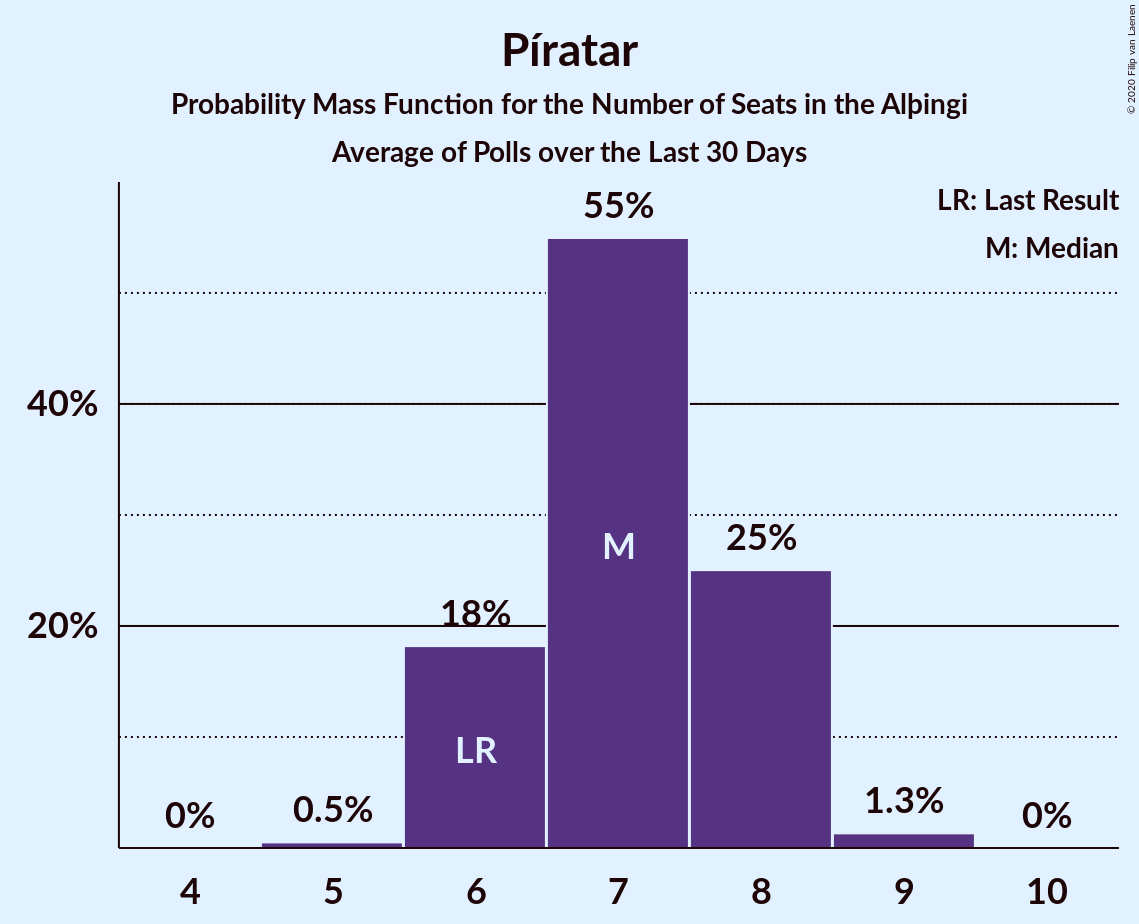 Píratar
Probability Mass Function for the Number of Seats in the Alþingi
Average of Polls over the Last 30 Days
© 2020 Filip van Laenen
LR: Last Result
M: Median
55%
40%
M
25%
18%
20%
LR
0%
0.5%
1.3%
0%
4 5 6 7 8 9 10